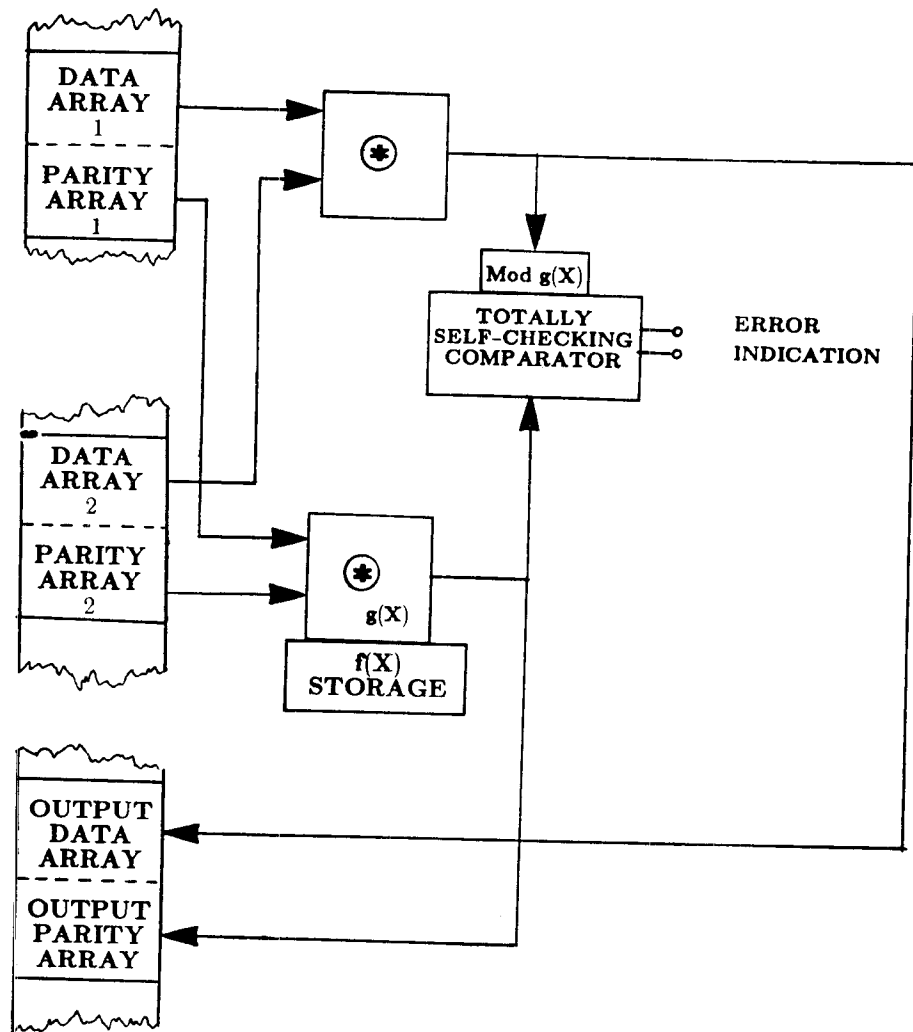 DATA
ARRAY
1
PARITY
ARRAY
1
⊛
Mod g(X)
TOTALLY
SELF-CHECKING
COMPARATOR
ERROR
INDICATION
DATA
ARRAY
2
PARITY
ARRAY
2
⊛
g(X)
f(X)
STORAGE
OUTPUT
DATA
ARRAY
OUTPUT
PARITY
ARRAY